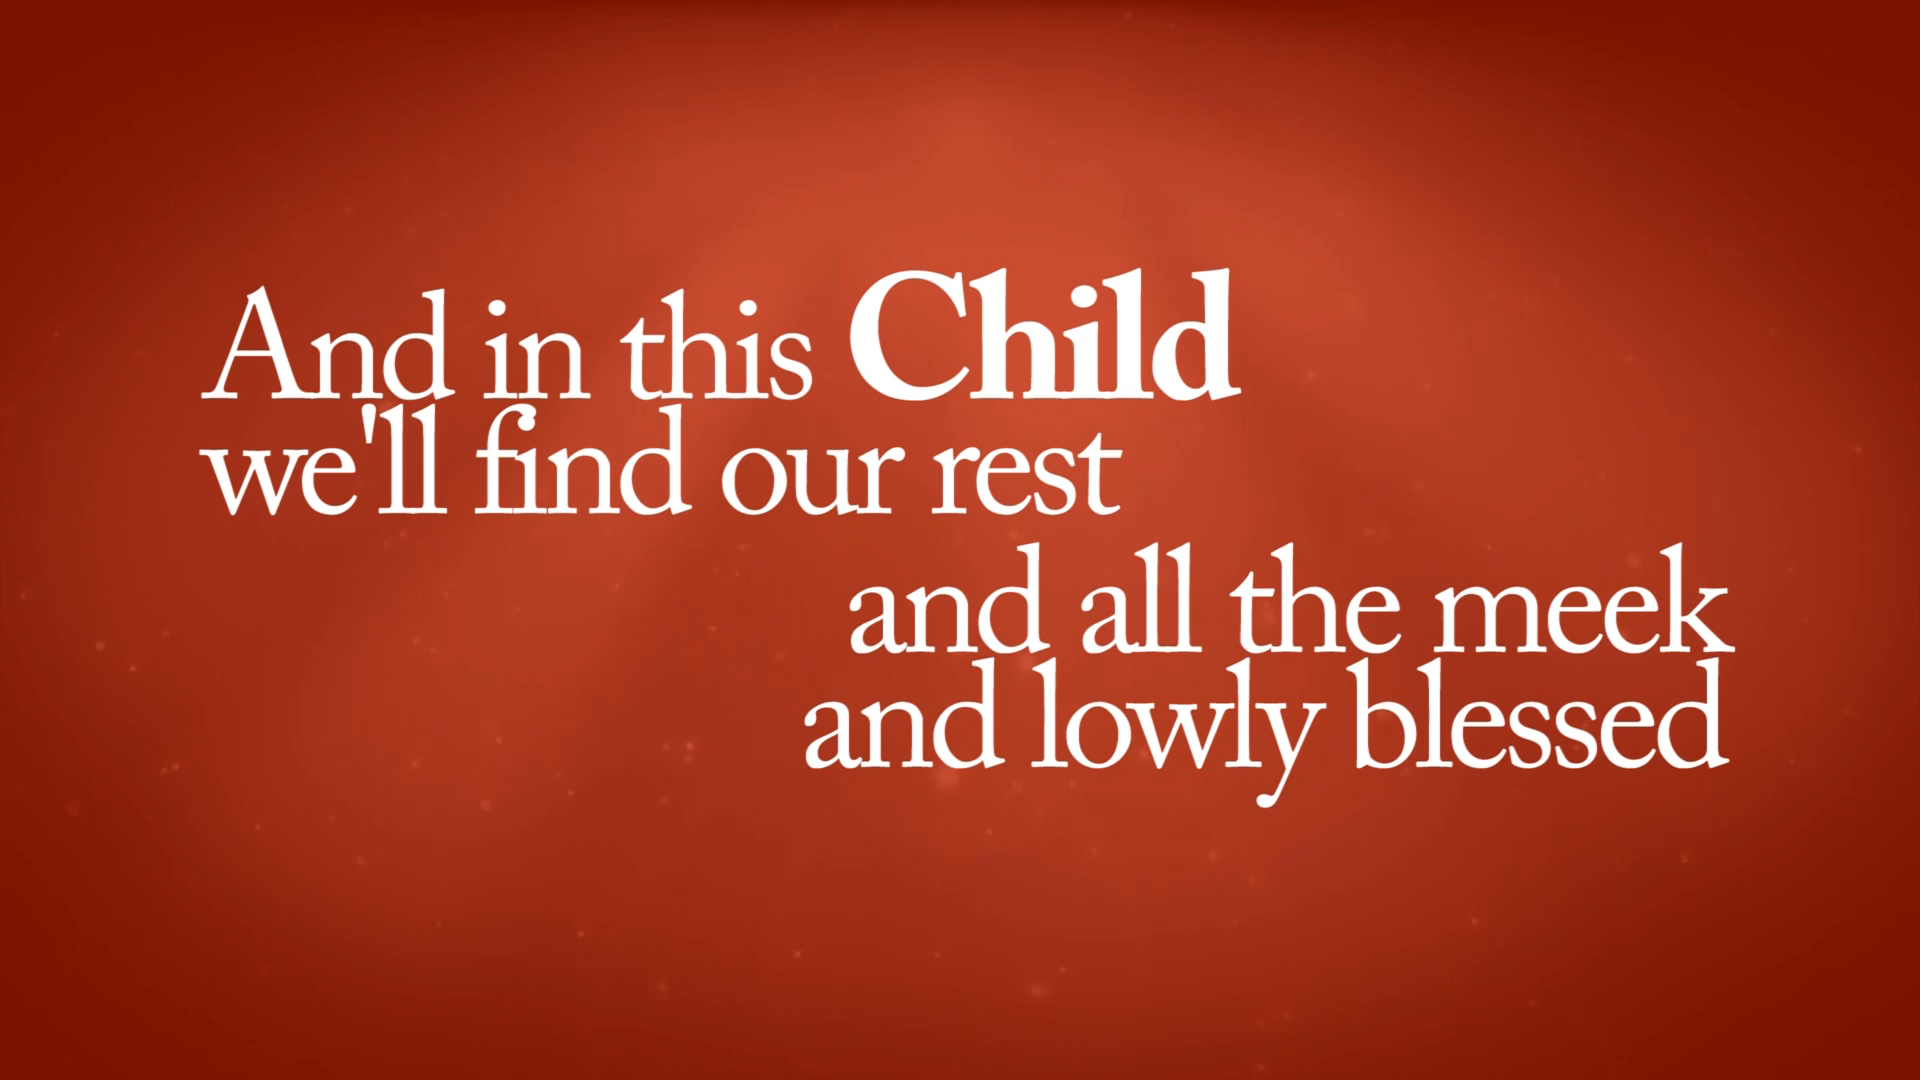 And in this Child
we'll find our rest
and all the meek
and lowly blessed